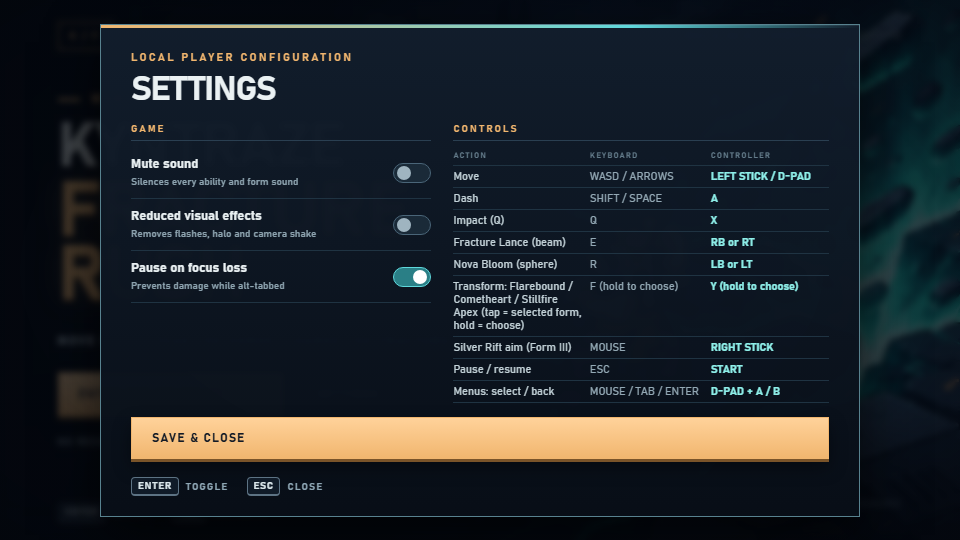 LOCAL PLAYER CONFIGURATION
SETTINGS
GAME
Mute sound
Silences every ability and form sound
Reduced visual effects
Removes flashes, halo and camera shake
Pause on focus loss
Prevents damage while alt-tabbed
CONTROLS
ACTION KEYBOARD CONTROLLER
Move WASD / ARROWS LEFT STICK / D-PAD
Dash SHIFT / SPACE A
Impact (Q) Q X
Fracture Lance (beam) E RB or RT
Nova Bloom (sphere) R LB or LT
Transform: Flarebound / F (hold to choose) Y (hold to choose)
Cometheart / Stillfire
Apex (tap = selected form,
hold = choose)
Silver Rift aim (Form III) MOUSE RIGHT STICK
Pause / resume ESC START
Menus: select / back MOUSE / TAB / ENTER D-PAD + A / B
SAVE & CLOSE
ENTER TOGGLE ESC CLOSE